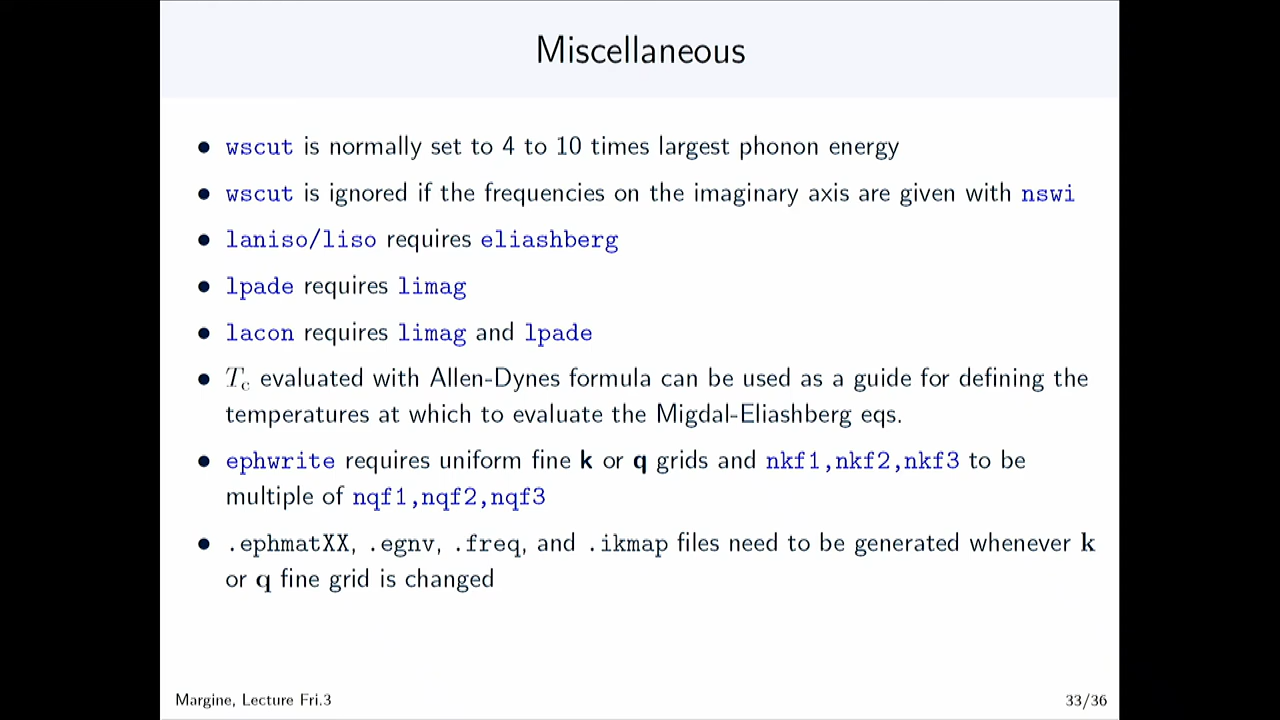 Miscellaneous
• wscut is normally set to 4 to 10 times largest phonon energy
• wscut is ignored if the frequencies on the imaginary axis are given with nswi
• laniso/liso requires eliashberg
• lpade requires limag
• lacon requires limag and lpade
• Tc evaluated with Allen-Dynes formula can be used as a guide for defining the
temperatures at which to evaluate the Migdal-Eliashberg eqs.
• ephwrite requires uniform fine k or q grids and nkf1,nkf2,nkf3 to be
multiple of nqf1,nqf2,nqf3
• .ephmatXX, .egnv, .freq, and .ikmap files need to be generated whenever k
or q fine grid is changed
Margine, Lecture Fri.3
33/36